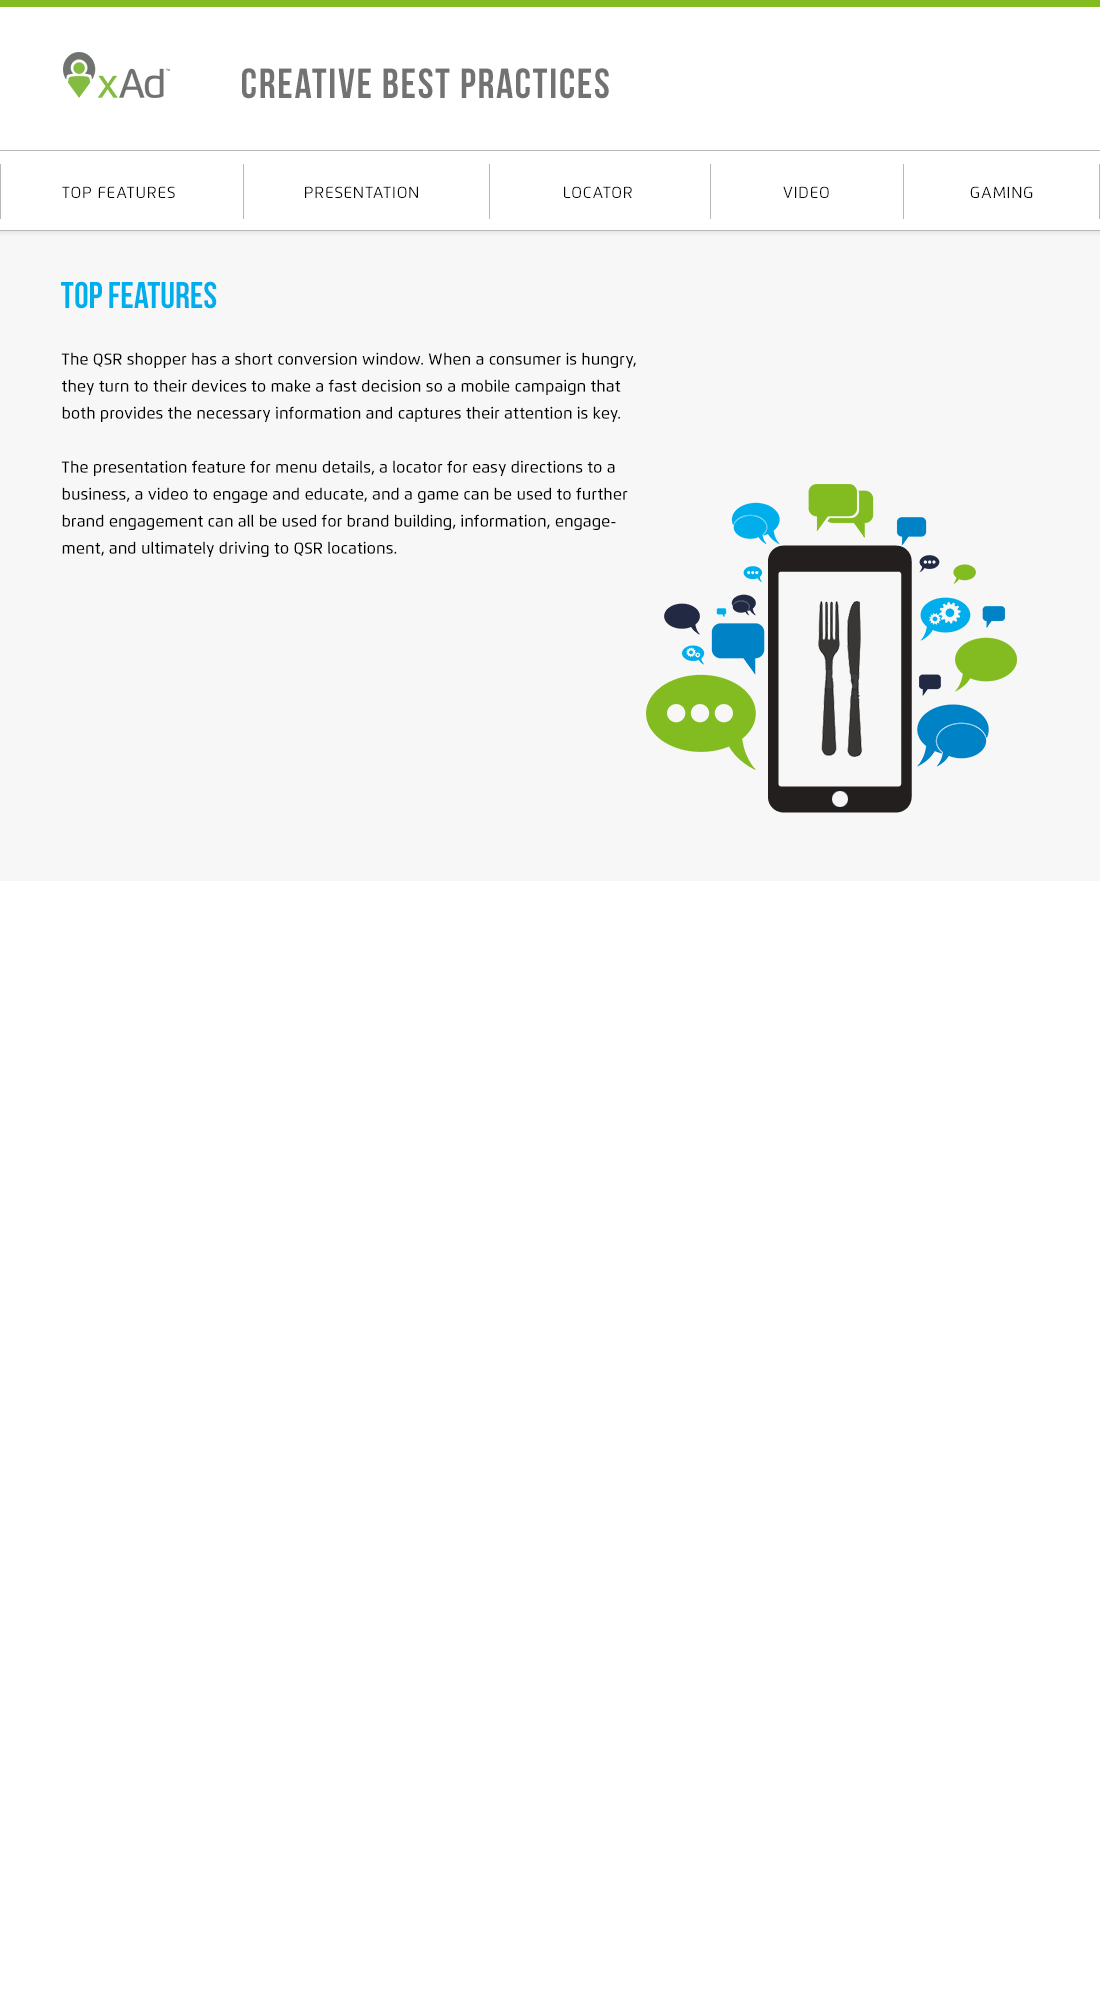 xAd™
CREATIVE BEST PRACTICES
TOP FEATURES
PRESENTATION
LOCATOR
VIDEO
GAMING
TOP FEATURES
The QSR shopper has a short conversion window. When a consumer is hungry,
they turn to their devices to make a fast decision so a mobile campaign that
both provides the necessary information and captures their attention is key.
The presentation feature for menu details, a locator for easy directions to a
business, a video to engage and educate, and a game can be used to further
brand engagement can all be used for brand building, information, engage-
ment, and ultimately driving to QSR locations.